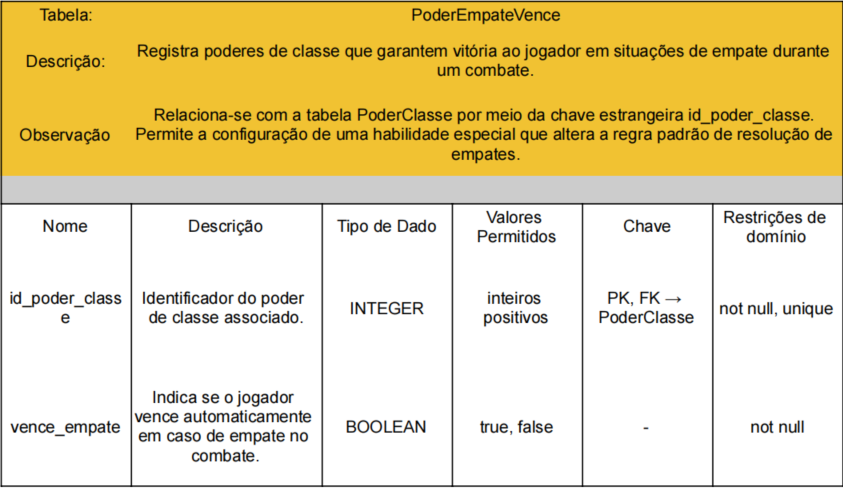 Tabela: PoderEmpateVence
Descrição: Registra poderes de classe que garantem vitória ao jogador em situações de empate durante
um combate.
Observação Relaciona-se com a tabela PoderClasse por meio da chave estrangeira id_poder_classe.
Permite a configuração de uma habilidade especial que altera a regra padrão de resolução de
empates.
Nome Descrição Tipo de Dado Valores
Permitidos Chave Restrições de
domínio
id_poder_class
e Identificador do poder
de classe associado. INTEGER inteiros
positivos PK, FK →
PoderClasse not null, unique
vence_empate Indica se o jogador
vence automaticamente
em caso de empate no
combate. BOOLEAN true, false - not null